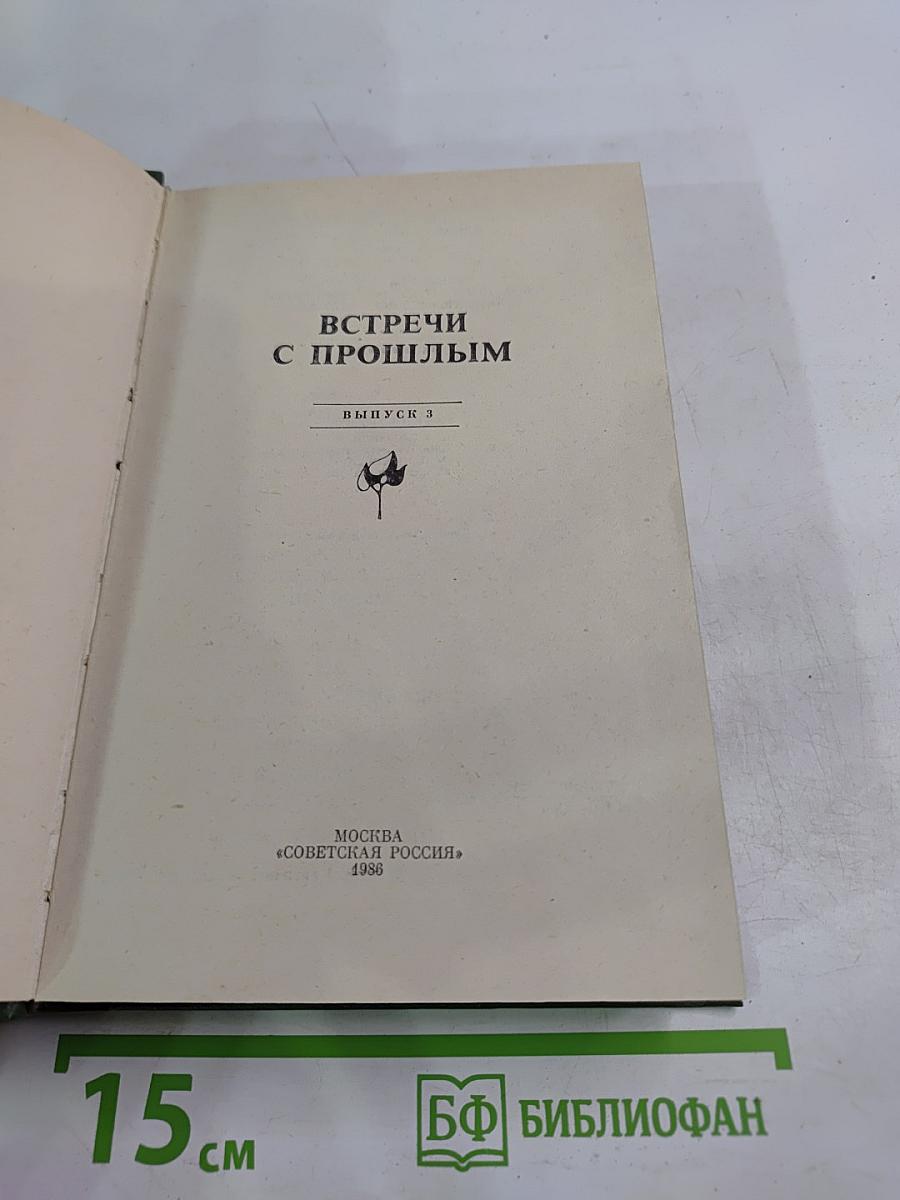 ВСТРЕЧИ
С ПРОШЛЫМ
ВЫПУСК 3
МОСКВА
«СОВЕТСКАЯ РОССИЯ»
1986
15 см
БФ БИБЛИОФАН